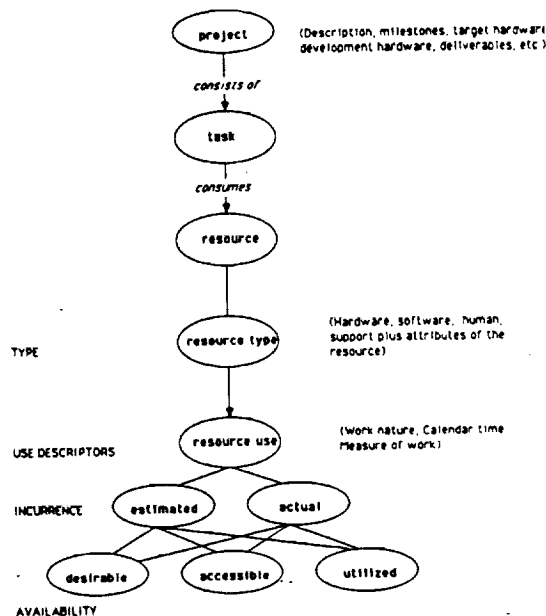 project
(Description, milestones, target hardware
development hardware, deliverables, etc.)
consists of
task
consumes
resource
TYPE
resource type
(Hardware, software, human,
support plus attributes of the
resource)
USE DESCRIPTORS
resource use
(Work nature, Calendar time
Measure of work)
INCURRENCE
estimated
actual
desirable
accessible
utilized
AVAILABILITY